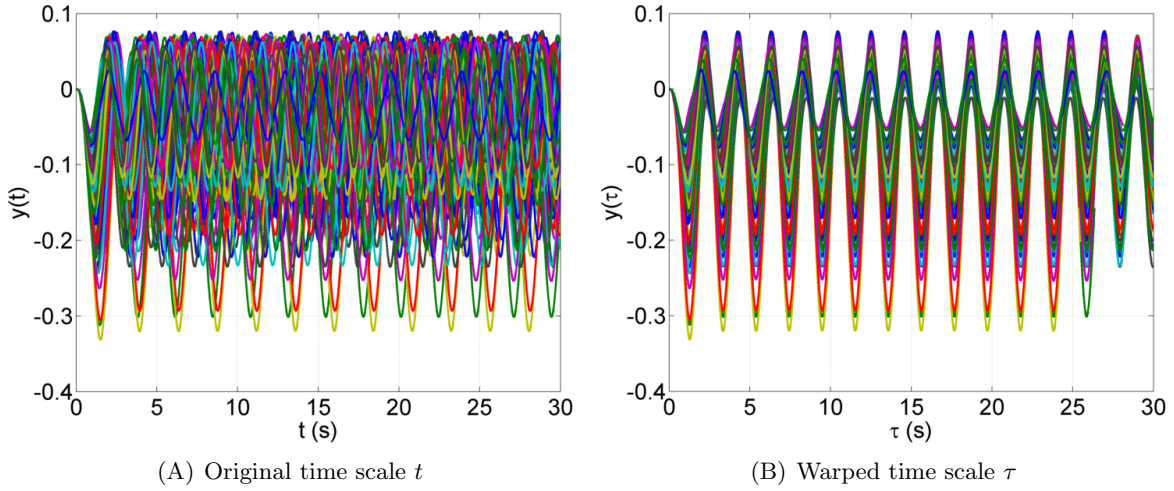 0.1
0
-0.1
-0.2
-0.3
-0.4
y(t)
0 5 10 15 20 25 30
t (s)
(A) Original time scale t
0.1
0
-0.1
-0.2
-0.3
-0.4
y(τ)
0 5 10 15 20 25 30
τ (s)
(B) Warped time scale τ